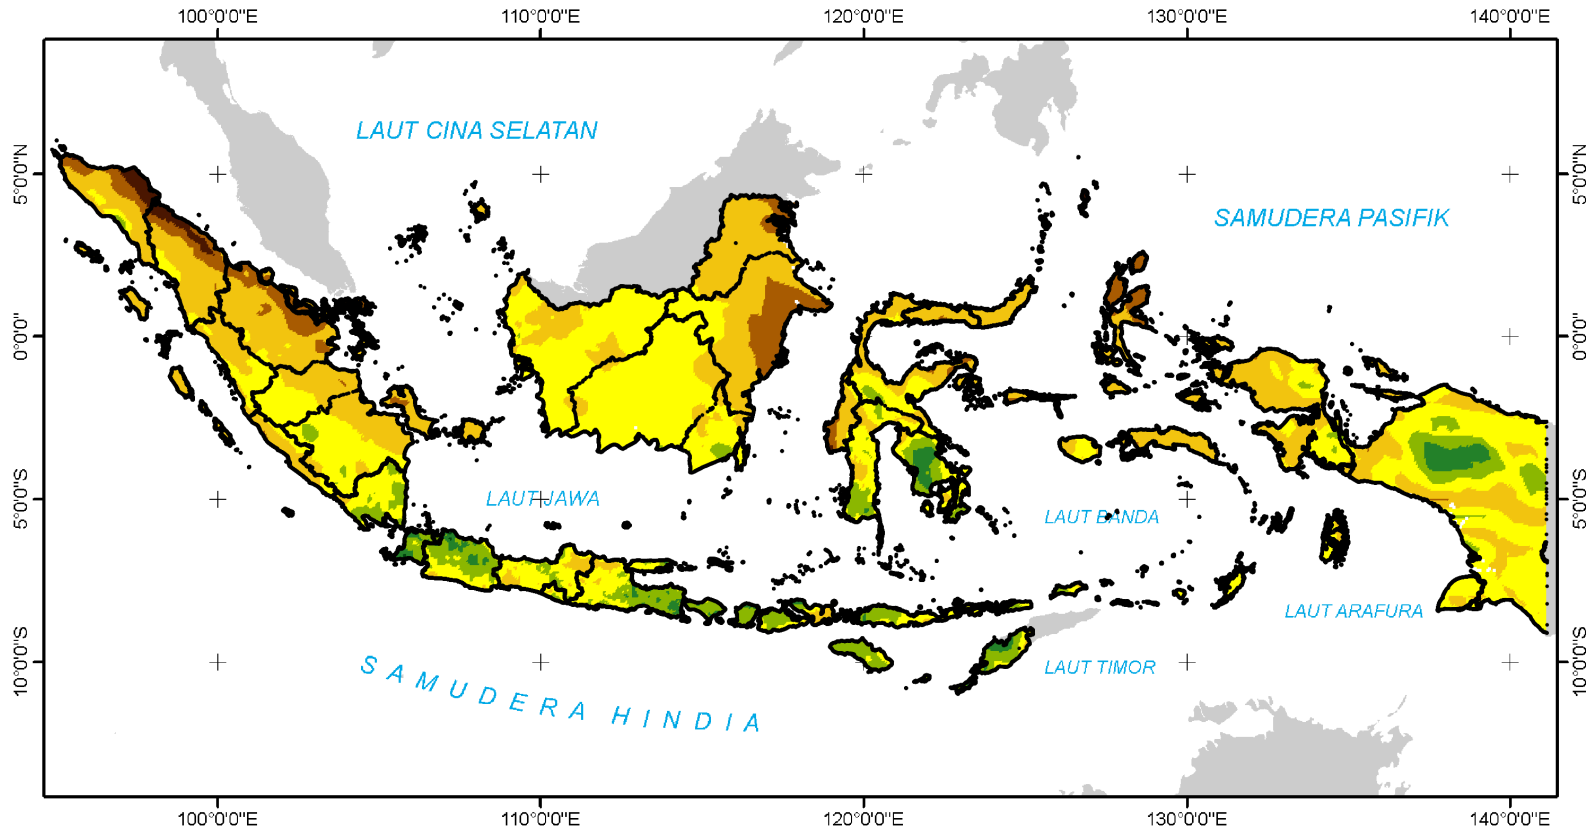 100°0'0"E 110°0'0"E 120°0'0"E 130°0'0"E 140°0'0"E
LAUT CINA SELATAN
5°0'0"N 5°0'0"N
SAMUDERA PASIFIK
0°0'0" 0°0'0"
5°0'0"S LAUT JAWA 5°0'0"S
LAUT BANDA
LAUT ARAFURA
10°0'0"S LAUT TIMOR 10°0'0"S
SAMUDERA HINDIA
100°0'0"E 110°0'0"E 120°0'0"E 130°0'0"E 140°0'0"E